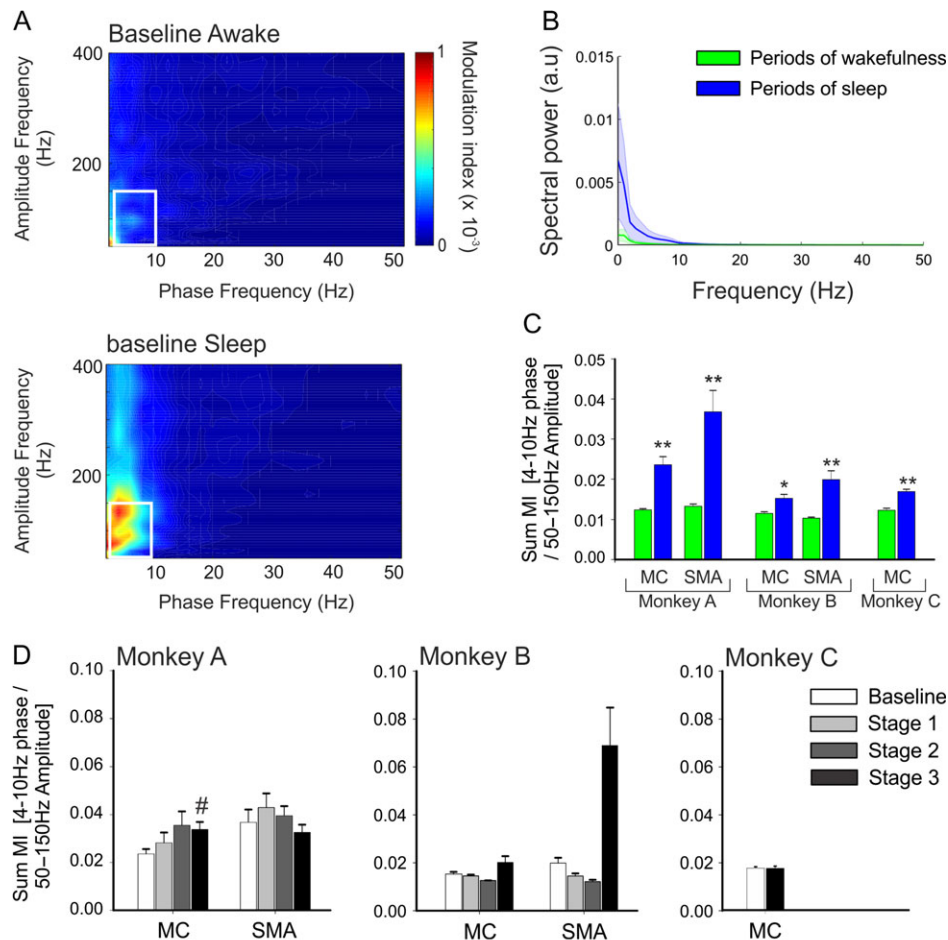 A
Baseline Awake
400
200
Amplitude Frequency
(Hz)
10 20 30 40 50
Phase Frequency (Hz)
1
0
Modulation index (x 10⁻³)
baseline Sleep
400
200
Amplitude Frequency
(Hz)
10 20 30 40 50
Phase Frequency (Hz)
B
Periods of wakefulness
Periods of sleep
Spectral power (a.u)
0.015
0.01
0.005
0
0 10 20 30 40 50
Frequency (Hz)
C
Sum MI [4-10Hz phase
/ 50–150Hz Amplitude]
0.05
0.04
0.03
0.02
0.01
0.00
** ** * ** **
MC SMA MC SMA MC
Monkey A Monkey B Monkey C
D
Sum MI [4-10Hz phase /
50–150Hz Amplitude]
Monkey A
0.10
0.08
0.06
0.04
0.02
0.00
#
MC SMA
Monkey B
0.10
0.08
0.06
0.04
0.02
0.00
MC SMA
Monkey C
0.10
0.08
0.06
0.04
0.02
0.00
MC
Baseline
Stage 1
Stage 2
Stage 3